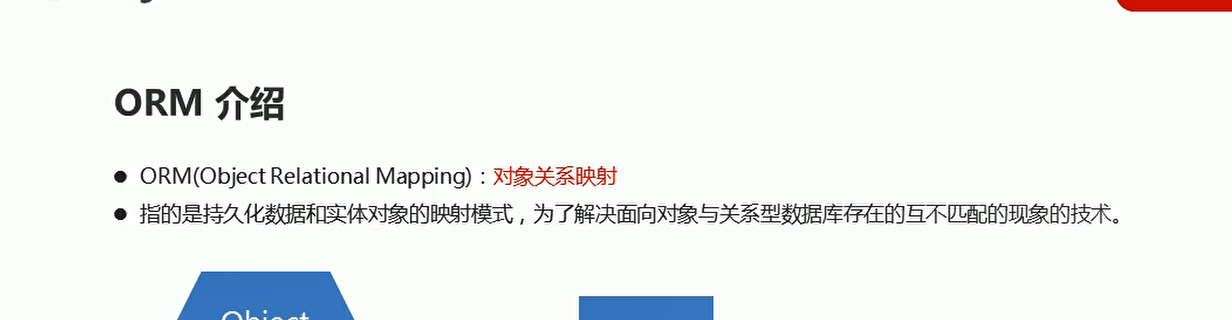 ORM 介绍
ORM(Object Relational Mapping)：对象关系映射
指的是持久化数据和实体对象的映射模式，为了解决面向对象与关系型数据库存在的互不匹配的现象的技术。
Object